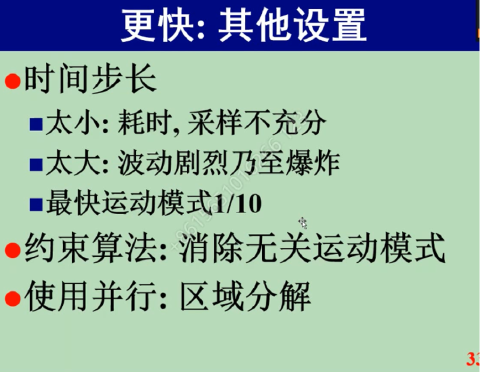 更快: 其他设置
时间步长
太小: 耗时, 采样不充分
太大: 波动剧烈乃至爆炸
最快运动模式1/10
约束算法: 消除无关运动模式
使用并行: 区域分解